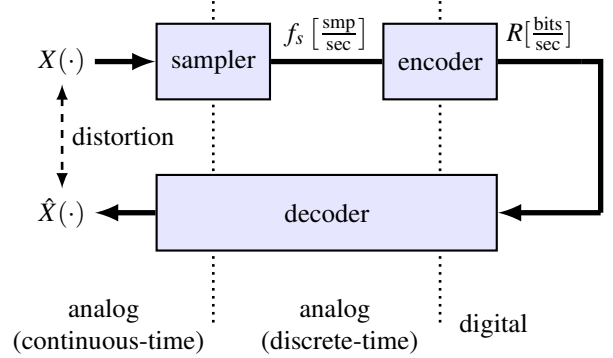 X(·) sampler f_s [smp/sec] encoder R[bits/sec]
distortion
X̂(·) decoder
analog
(continuous-time)
analog
(discrete-time)
digital